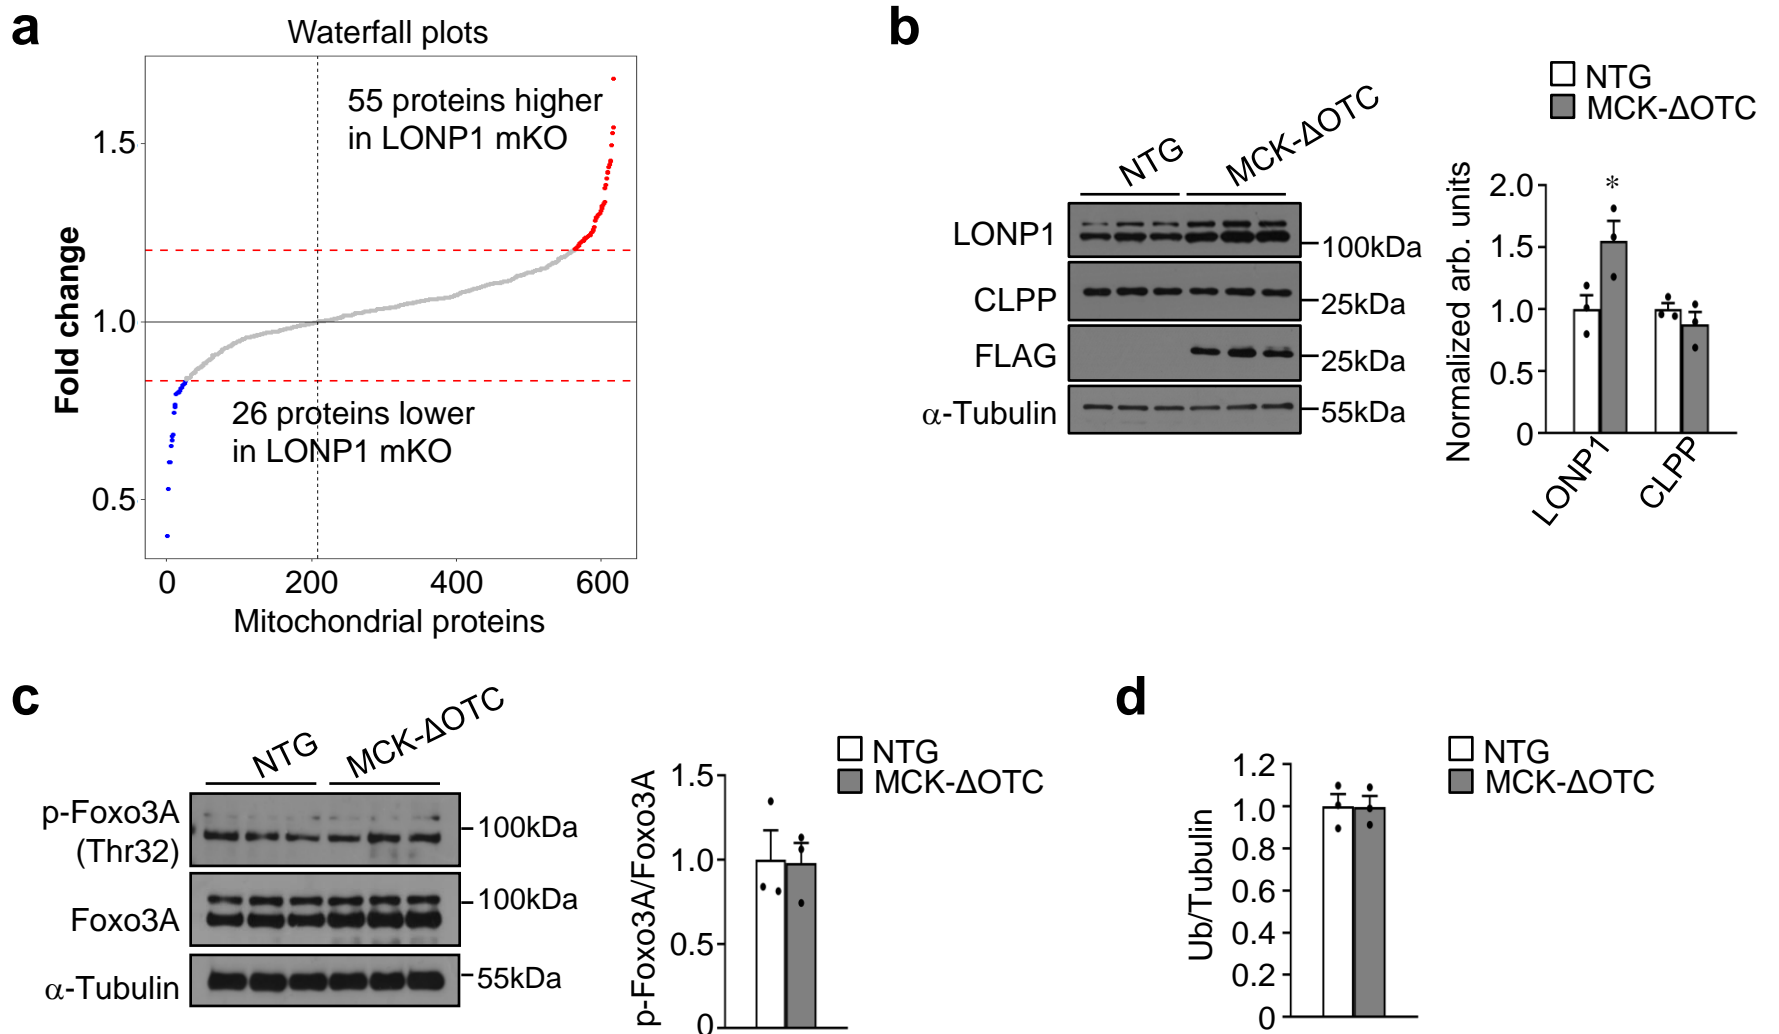 a
Waterfall plots
55 proteins higher
in LONP1 mKO
26 proteins lower
in LONP1 mKO
Fold change
1.5
1.0
0.5
0
200
400
600
Mitochondrial proteins
b
NTG
MCK-ΔOTC
NTG
MCK-ΔOTC
LONP1
100kDa
CLPP
25kDa
FLAG
25kDa
α-Tubulin
55kDa
Normalized arb. units
2.0
1.5
1.0
0.5
0
*
LONP1
CLPP
c
NTG
MCK-ΔOTC
p-Foxo3A
(Thr32)
100kDa
Foxo3A
100kDa
α-Tubulin
55kDa
NTG
MCK-ΔOTC
p-Foxo3A/Foxo3A
1.5
1.0
0.5
0
d
NTG
MCK-ΔOTC
Ub/Tubulin
1.2
1.0
0.8
0.6
0.4
0.2
0